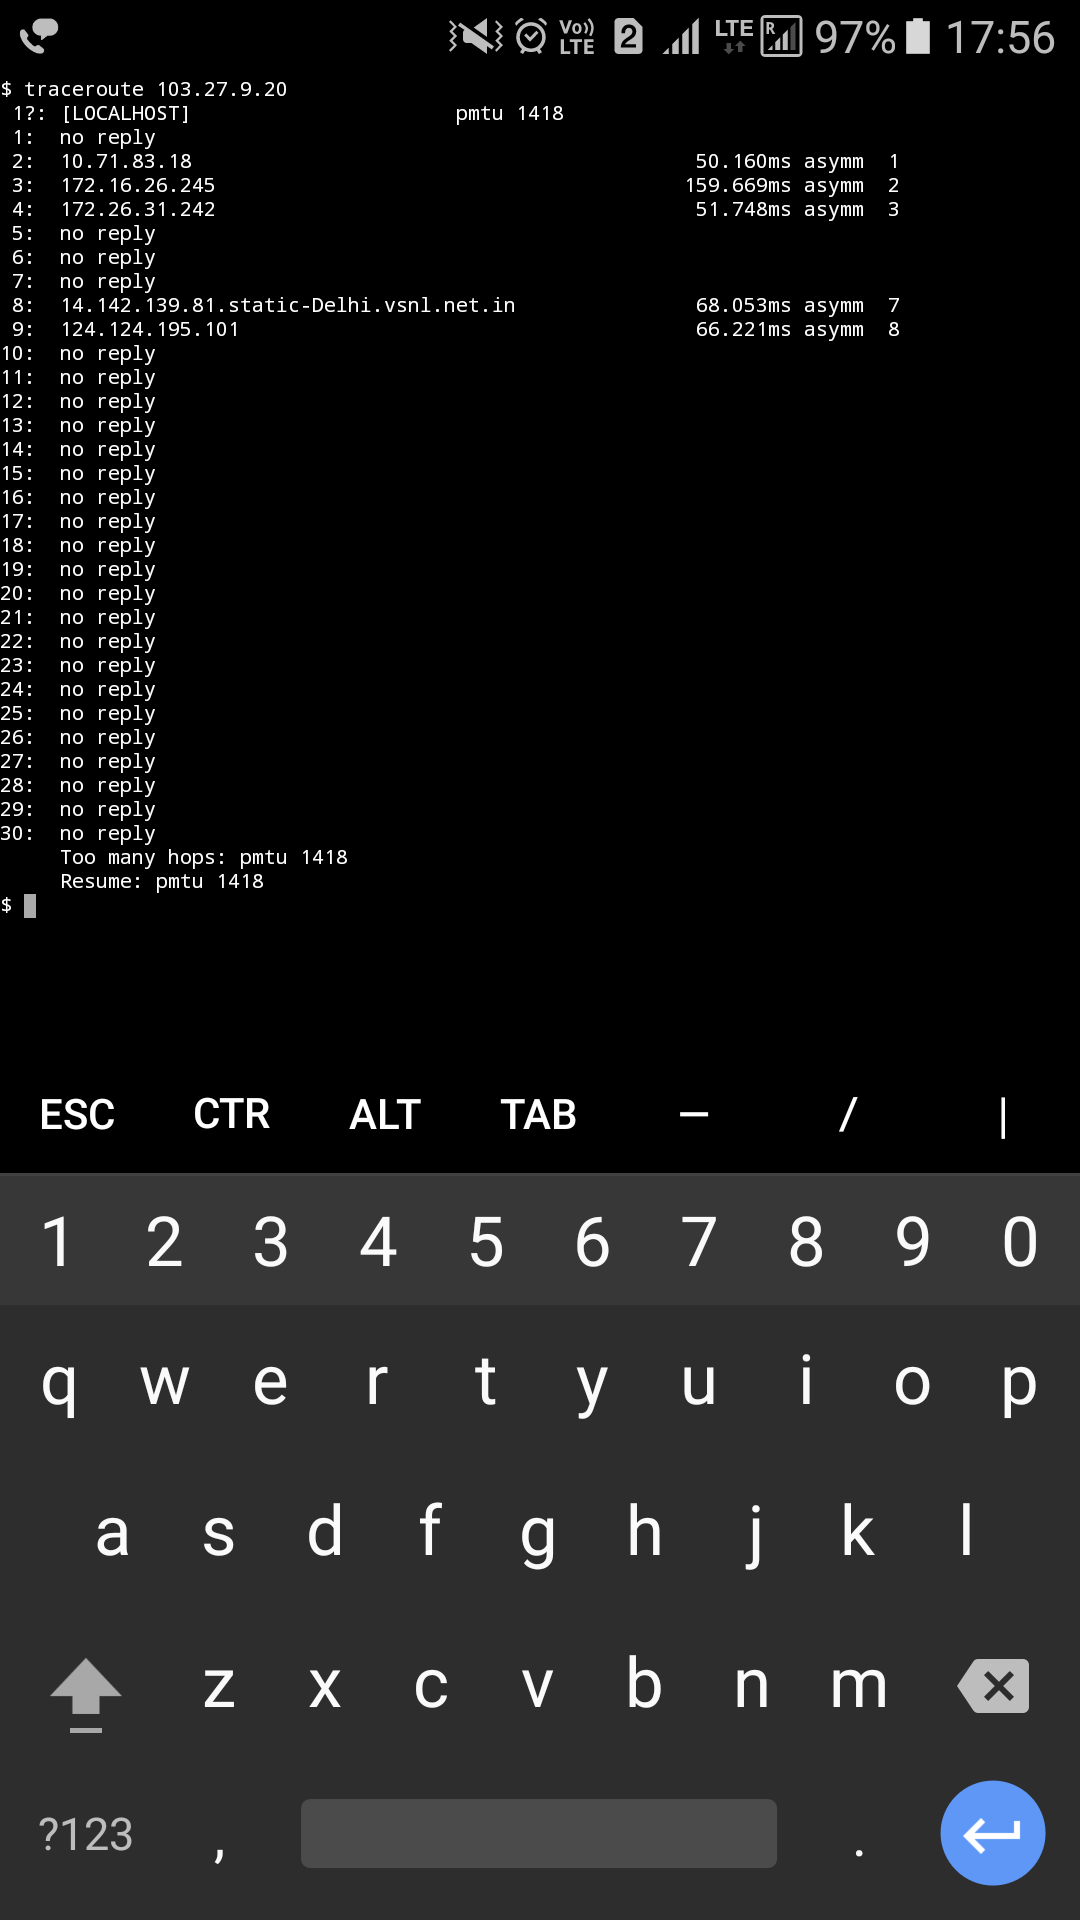 Vo)) LTE 2 LTE R 97% 17:56
$ traceroute 103.27.9.20
1?: [LOCALHOST] pmtu 1418
1: no reply
2: 10.71.83.18 50.160ms asymm 1
3: 172.16.26.245 159.669ms asymm 2
4: 172.26.31.242 51.748ms asymm 3
5: no reply
6: no reply
7: no reply
8: 14.142.139.81.static-Delhi.vsnl.net.in 68.053ms asymm 7
9: 124.124.195.101 66.221ms asymm 8
10: no reply
11: no reply
12: no reply
13: no reply
14: no reply
15: no reply
16: no reply
17: no reply
18: no reply
19: no reply
20: no reply
21: no reply
22: no reply
23: no reply
24: no reply
25: no reply
26: no reply
27: no reply
28: no reply
29: no reply
30: no reply
Too many hops: pmtu 1418
Resume: pmtu 1418
$
ESC CTR ALT TAB — / |
1 2 3 4 5 6 7 8 9 0
q w e r t y u i o p
a s d f g h j k l
z x c v b n m
?123 , .